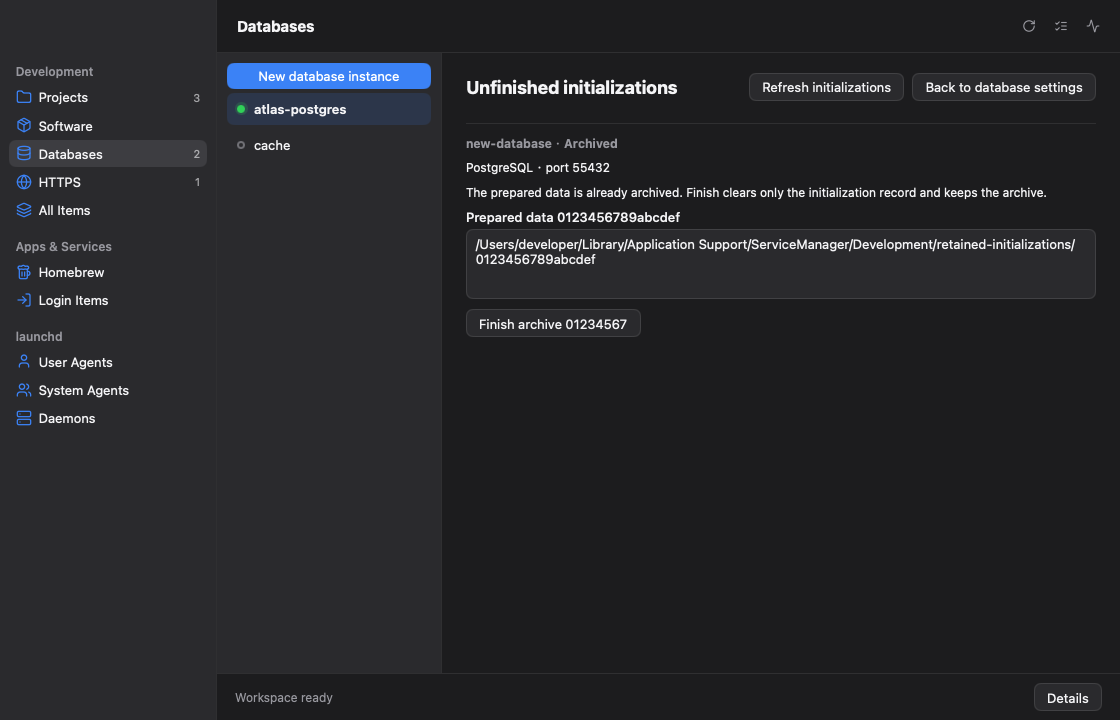 Databases
Development
Projects 3
Software
Databases 2
HTTPS 1
All Items
Apps & Services
Homebrew
Login Items
launchd
User Agents
System Agents
Daemons
New database instance
atlas-postgres
cache
Unfinished initializations
Refresh initializations
Back to database settings
new-database · Archived
PostgreSQL · port 55432
The prepared data is already archived. Finish clears only the initialization record and keeps the archive.
Prepared data 0123456789abcdef
/Users/developer/Library/Application Support/ServiceManager/Development/retained-initializations/
0123456789abcdef
Finish archive 01234567
Workspace ready
Details